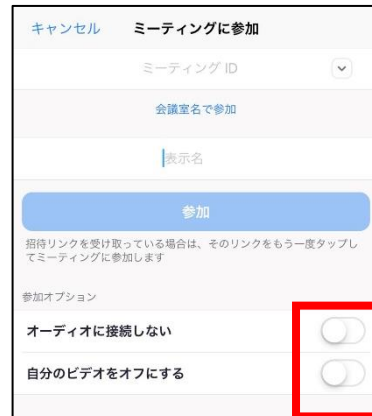 キャンセル ミーティングに参加
ミーティング ID
会議室名で参加
表示名
参加
招待リンクを受け取っている場合は、そのリンクをもう一度タップし
てミーティングに参加します
参加オプション
オーディオに接続しない
自分のビデオをオフにする